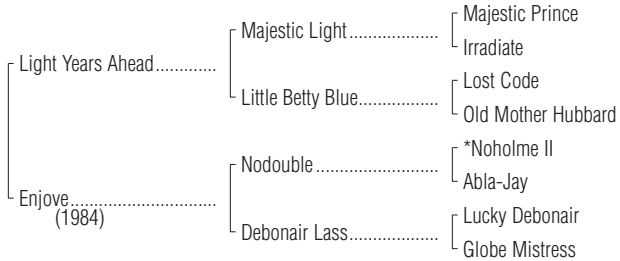 Majestic Prince
Majestic Light..................
Irradiate
Light Years Ahead.............
Lost Code
Little Betty Blue.................
Old Mother Hubbard
*Noholme II
Nodouble ..........................
Abla-Jay
Enjove...............................
(1984)
Lucky Debonair
Debonair Lass...................
Globe Mistress